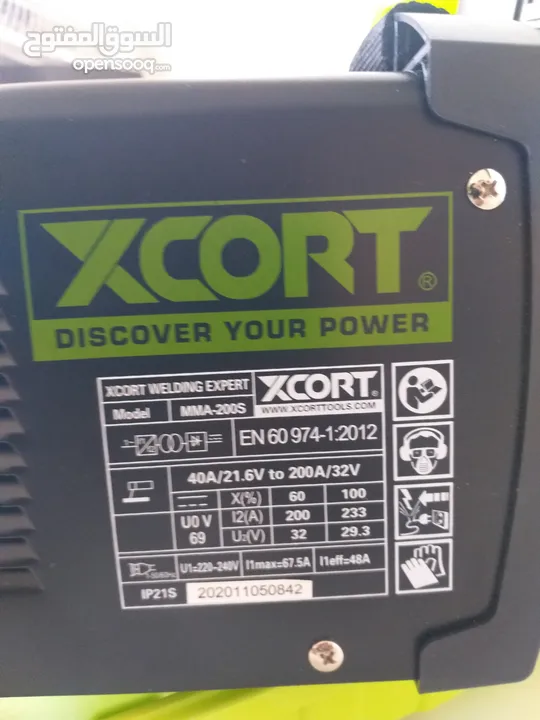 السوق المفتوح
opensooq.com
XCORT®
DISCOVER YOUR POWER
XCORT WELDING EXPERT
XCORT®
WWW.XCORTTOOLS.COM
Model MMA-200S
EN 60 974-1:2012
40A/21.6V to 200A/32V
X(%) 60 100
U0 V I2(A) 200 233
69 U₂(V) 32 29.3
U1=220-240V I1max=67.5A I1eff=48A
IP21S 202011050842